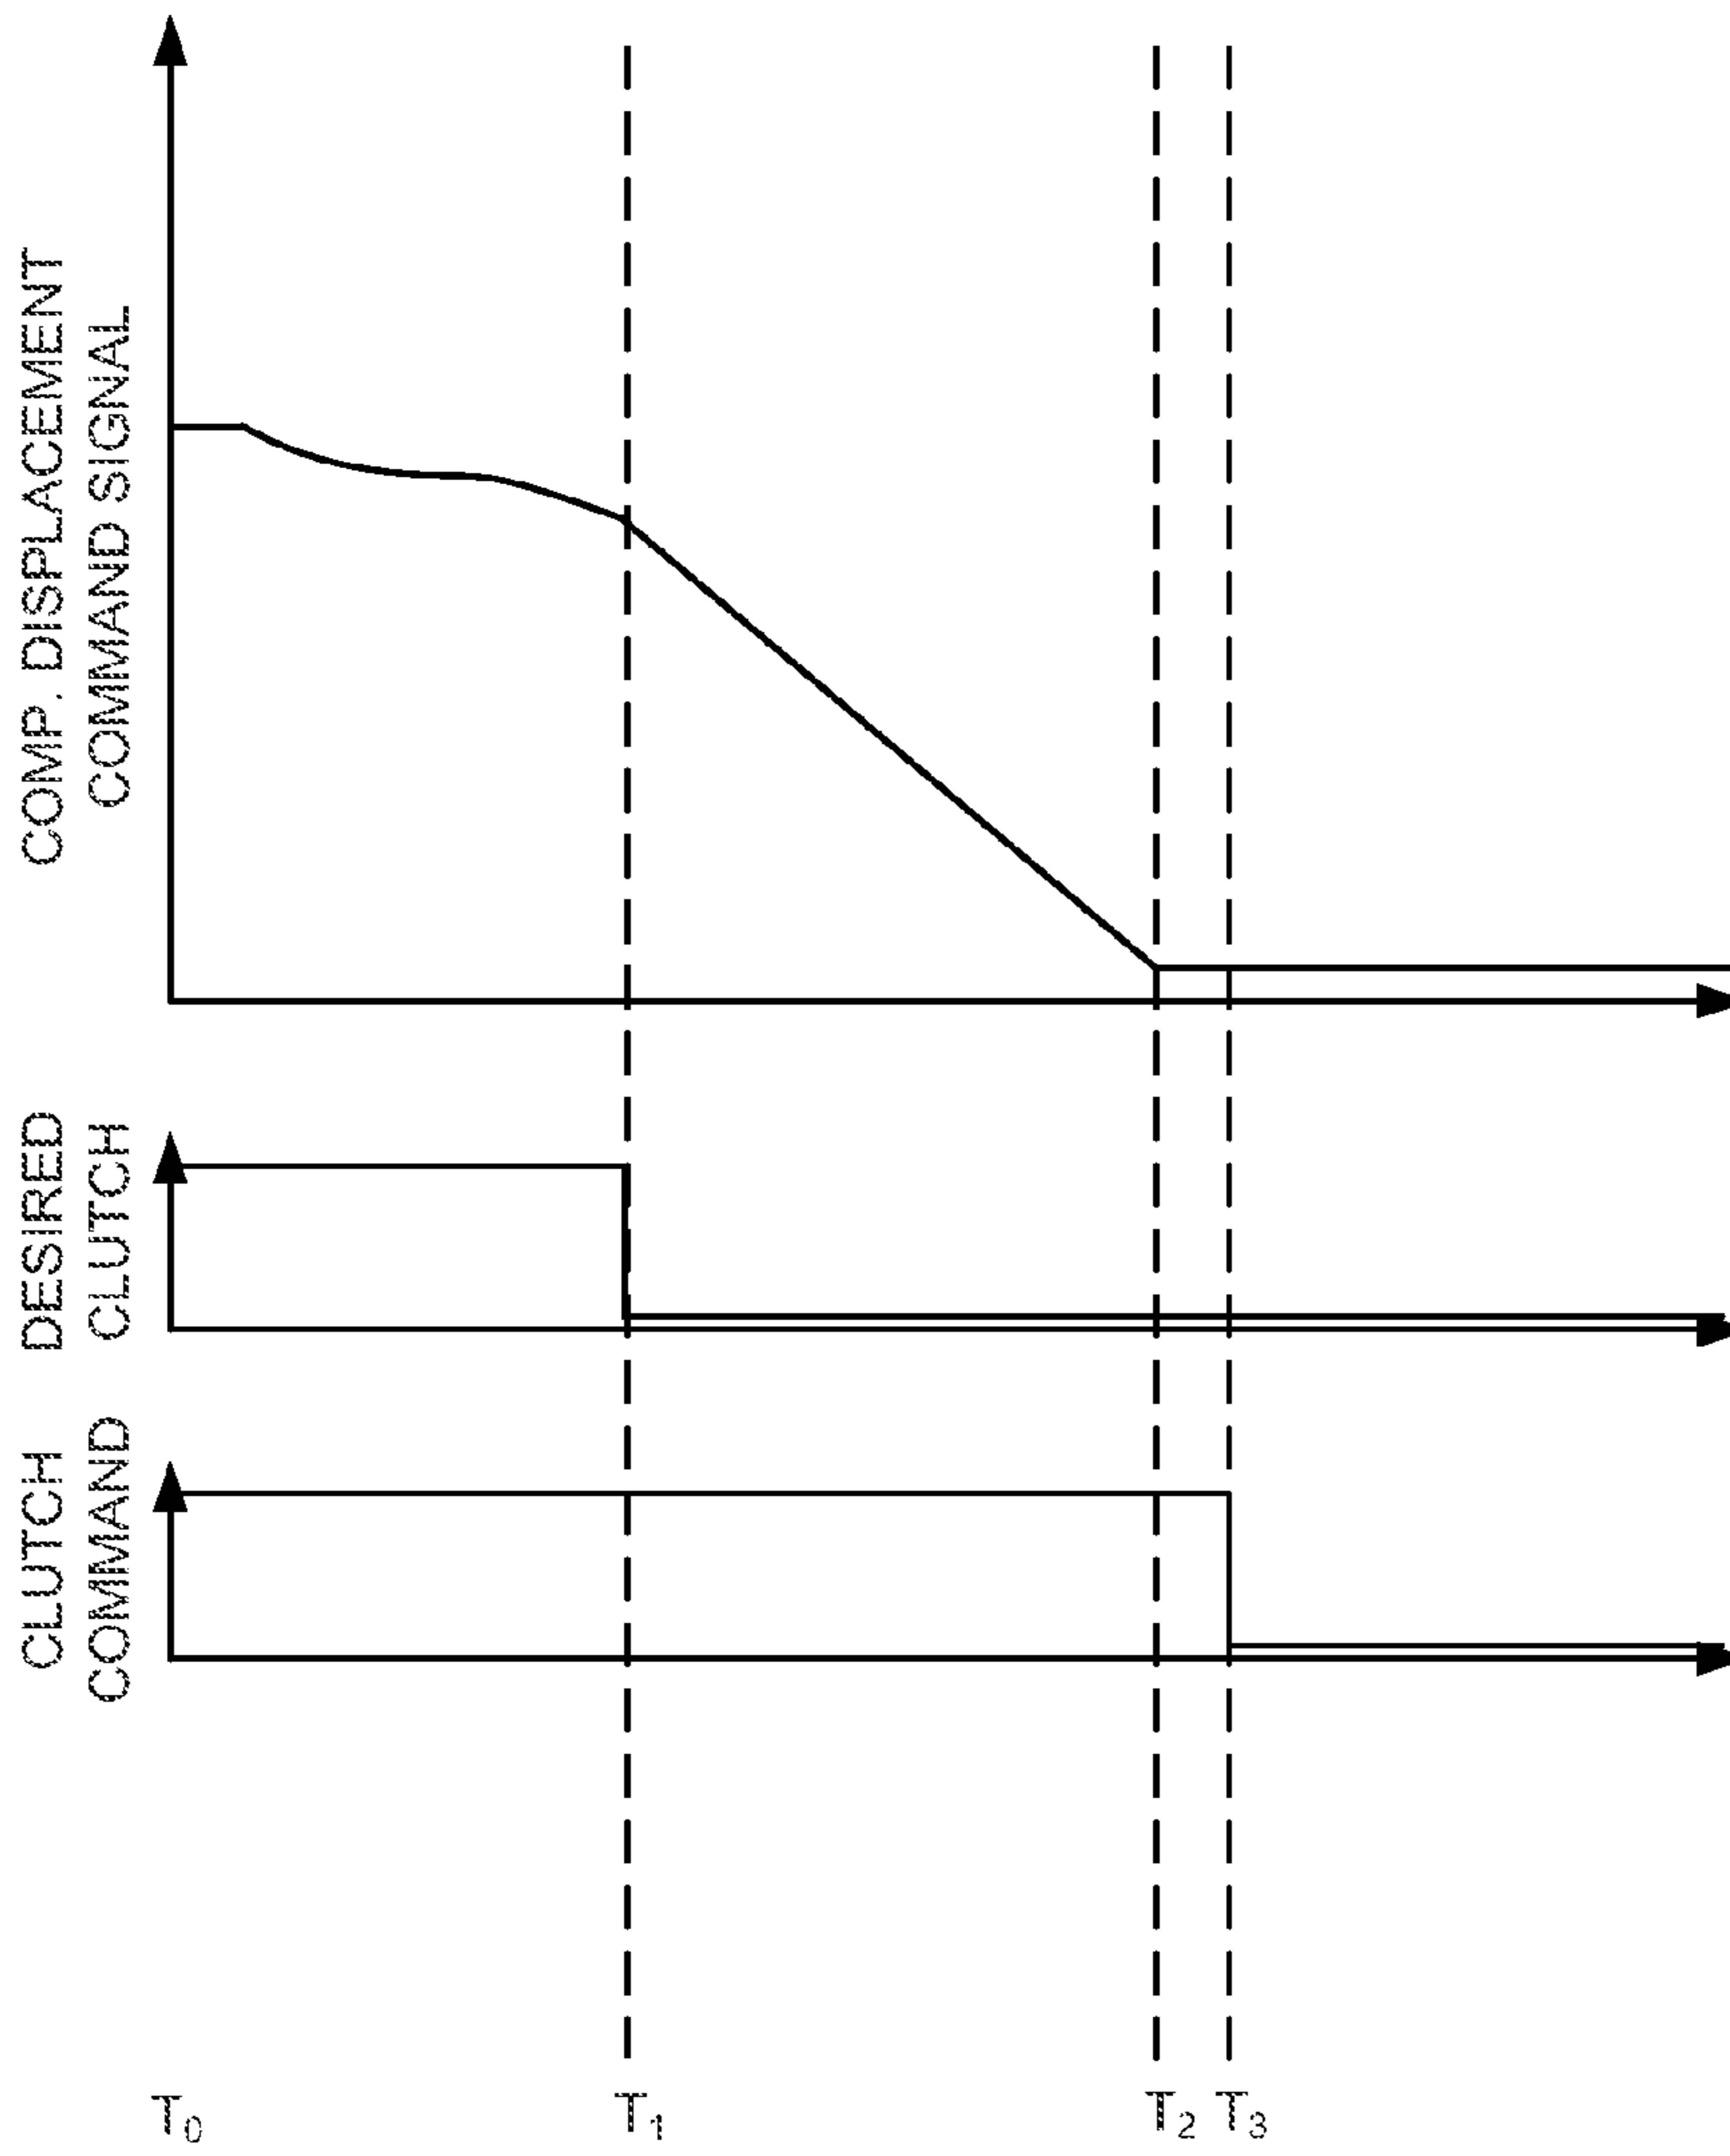 COMP. DISPLACEMENT
COMMAND SIGNAL
DESIRED
CLUTCH
CLUTCH
COMMAND
T0
T1
T2
T3